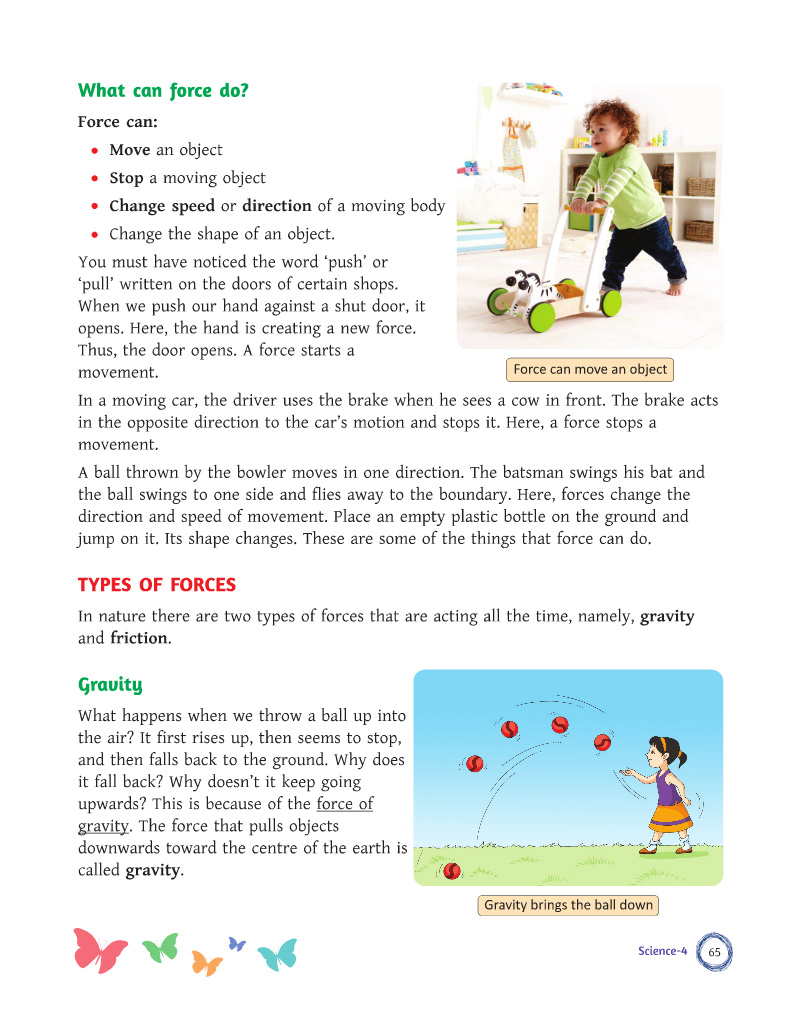 What can force do?
Force can:
• Move an object
• Stop a moving object
• Change speed or direction of a moving body
• Change the shape of an object.
You must have noticed the word ‘push’ or
‘pull’ written on the doors of certain shops.
When we push our hand against a shut door, it
opens. Here, the hand is creating a new force.
Thus, the door opens. A force starts a
movement.
Force can move an object
In a moving car, the driver uses the brake when he sees a cow in front. The brake acts
in the opposite direction to the car’s motion and stops it. Here, a force stops a
movement.
A ball thrown by the bowler moves in one direction. The batsman swings his bat and
the ball swings to one side and flies away to the boundary. Here, forces change the
direction and speed of movement. Place an empty plastic bottle on the ground and
jump on it. Its shape changes. These are some of the things that force can do.
TYPES OF FORCES
In nature there are two types of forces that are acting all the time, namely, gravity
and friction.
Gravity
What happens when we throw a ball up into
the air? It first rises up, then seems to stop,
and then falls back to the ground. Why does
it fall back? Why doesn’t it keep going
upwards? This is because of the force of
gravity. The force that pulls objects
downwards toward the centre of the earth is
called gravity.
Gravity brings the ball down
Science-4 65